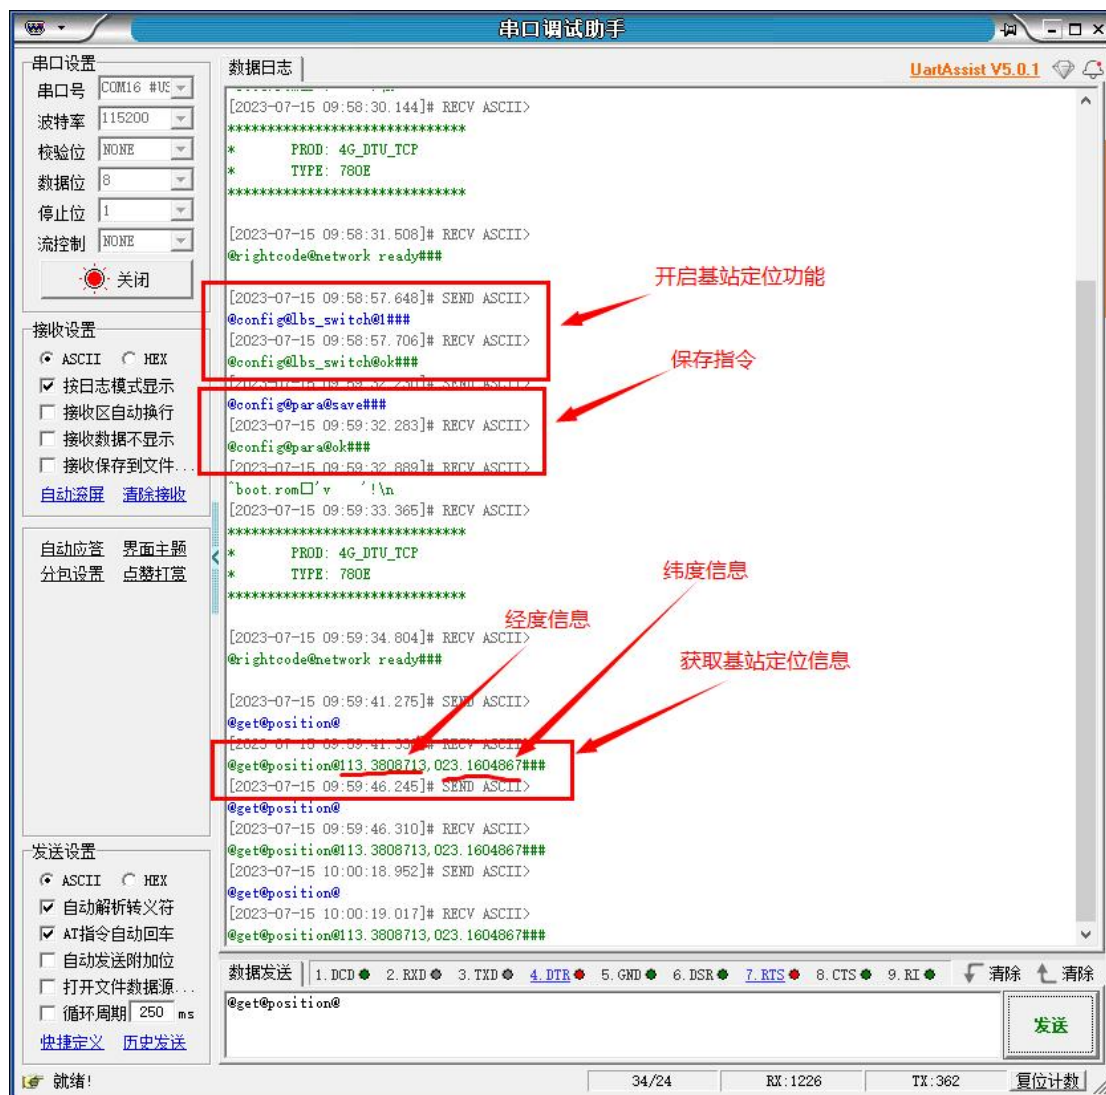 串口调试助手
串口设置
串口号 COM16 #US
波特率 115200
校验位 NONE
数据位 8
停止位 1
流控制 NONE
关闭
接收设置
ASCII HEX
按日志模式显示
接收区自动换行
接收数据不显示
接收保存到文件...
自动滚屏 清除接收
自动应答 界面主题
分包设置 点赞打赏
发送设置
ASCII HEX
自动解析转义符
AT指令自动回车
自动发送附加位
打开文件数据源...
循环周期 250 ms
快捷定义 历史发送
数据日志 UartAssist V5.0.1
[2023-07-15 09:58:30.144]# RECV ASCII>
******************************
* PROD: 4G_DTU_TCP
* TYPE: 780E
******************************
[2023-07-15 09:58:31.508]# RECV ASCII>
@rightcode@network ready###
[2023-07-15 09:58:57.648]# SEND ASCII>
@config@lbs_switch@1###
[2023-07-15 09:58:57.706]# RECV ASCII>
@config@lbs_switch@ok###
开启基站定位功能
[2023-07-15 09:59:32.230]# SEND ASCII>
@config@para@save###
[2023-07-15 09:59:32.283]# RECV ASCII>
@config@para@ok###
保存指令
[2023-07-15 09:59:32.889]# RECV ASCII>
^boot.rom□'v '!\n
[2023-07-15 09:59:33.365]# RECV ASCII>
******************************
* PROD: 4G_DTU_TCP
* TYPE: 780E
******************************
[2023-07-15 09:59:34.804]# RECV ASCII>
@rightcode@network ready###
经度信息
纬度信息
获取基站定位信息
[2023-07-15 09:59:41.275]# SEND ASCII>
@get@position@
@get@position@113.3808713,023.1604867###
[2023-07-15 09:59:46.245]# SEND ASCII>
@get@position@
[2023-07-15 09:59:46.310]# RECV ASCII>
@get@position@113.3808713,023.1604867###
[2023-07-15 10:00:18.952]# SEND ASCII>
@get@position@
[2023-07-15 10:00:19.017]# RECV ASCII>
@get@position@113.3808713,023.1604867###
数据发送 1.DCD 2.RXD 3.TXD 4.DTR 5.GND 6.DSR 7.RTS 8.CTS 9.RI 清除 清除
@get@position@
发送
就绪! 34/24 RX:1226 TX:362 复位计数